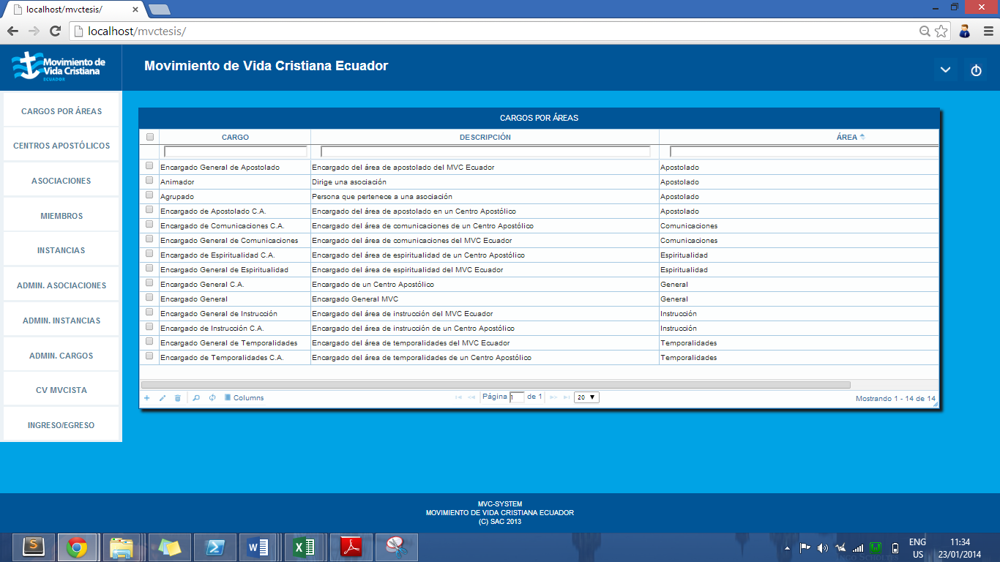 localhost/mvctesis/
localhost/mvctesis/
Movimiento de
Vida Cristiana
ECUADOR
Movimiento de Vida Cristiana Ecuador
CARGOS POR ÁREAS
CENTROS APOSTÓLICOS
ASOCIACIONES
MIEMBROS
INSTANCIAS
ADMIN. ASOCIACIONES
ADMIN. INSTANCIAS
ADMIN. CARGOS
CV MVCISTA
INGRESO/EGRESO
CARGOS POR ÁREAS
CARGO DESCRIPCIÓN ÁREA
Encargado General de Apostolado Encargado del área de apostolado del MVC Ecuador Apostolado
Animador Dirige una asociación Apostolado
Agrupado Persona que pertenece a una asociación Apostolado
Encargado de Apostolado C.A. Encargado del área de apostolado en un Centro Apostólico Apostolado
Encargado de Comunicaciones C.A. Encargado del área de comunicaciones de un Centro Apostólico Comunicaciones
Encargado General de Comunicaciones Encargado del área de comunicaciones del MVC Ecuador Comunicaciones
Encargado de Espiritualidad C.A. Encargado del área de espiritualidad de un Centro Apostólico Espiritualidad
Encargado General de Espiritualidad Encargado del área de espiritualidad del MVC Ecuador Espiritualidad
Encargado General C.A. Encargado de un Centro Apostólico General
Encargado General Encargado General MVC General
Encargado General de Instrucción Encargado del área de instrucción del MVC Ecuador Instrucción
Encargado de Instrucción C.A. Encargado del área de instrucción de un Centro Apostólico Instrucción
Encargado General de Temporalidades Encargado del área de temporalidades del MVC Ecuador Temporalidades
Encargado de Temporalidades C.A. Encargado del área de temporalidades de un Centro Apostólico Temporalidades
Columns Página 1 de 1 20 Mostrando 1 - 14 de 14
MVC-SYSTEM
MOVIMIENTO DE VIDA CRISTIANA ECUADOR
(C) SAC 2013
ENG 11:34
US 23/01/2014